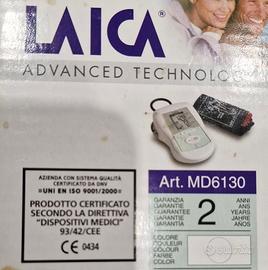 LAICA®
ADVANCED TECHNOLOG
AZIENDA CON SISTEMA QUALITÀ
CERTIFICATO DA DNV
=UNI EN ISO 9001/2000=
PRODOTTO CERTIFICATO
SECONDO LA DIRETTIVA
"DISPOSITIVI MEDICI"
93/42/CEE
CE 0434
Art. MD6130
GARANZIA
GARANTIE
GUARANTEE
GARANTÍA
2
ANNI
ANS
YEARS
JAHRE
AÑOS
COLORE
COULEUR
COLOUR
FARBE
COLOR